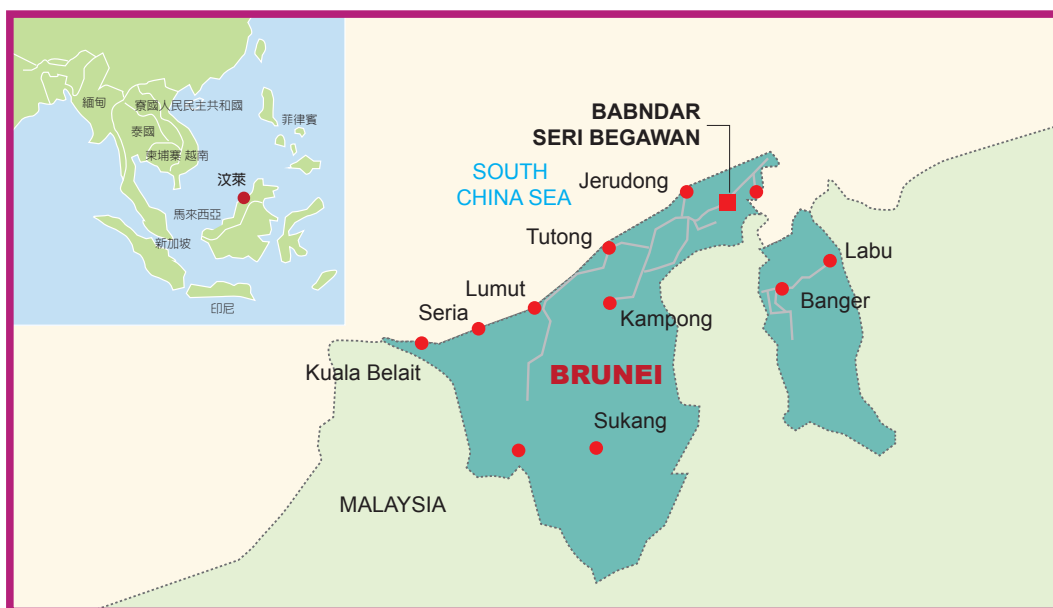 緬甸
寮國人民民主共和國
泰國
柬埔寨 越南
菲律賓
汶萊
馬來西亞
新加坡
印尼
BABNDAR
SERI BEGAWAN
SOUTH
CHINA SEA
Jerudong
Tutong
Labu
Lumut
Banger
Seria
Kampong
Kuala Belait
BRUNEI
Sukang
MALAYSIA